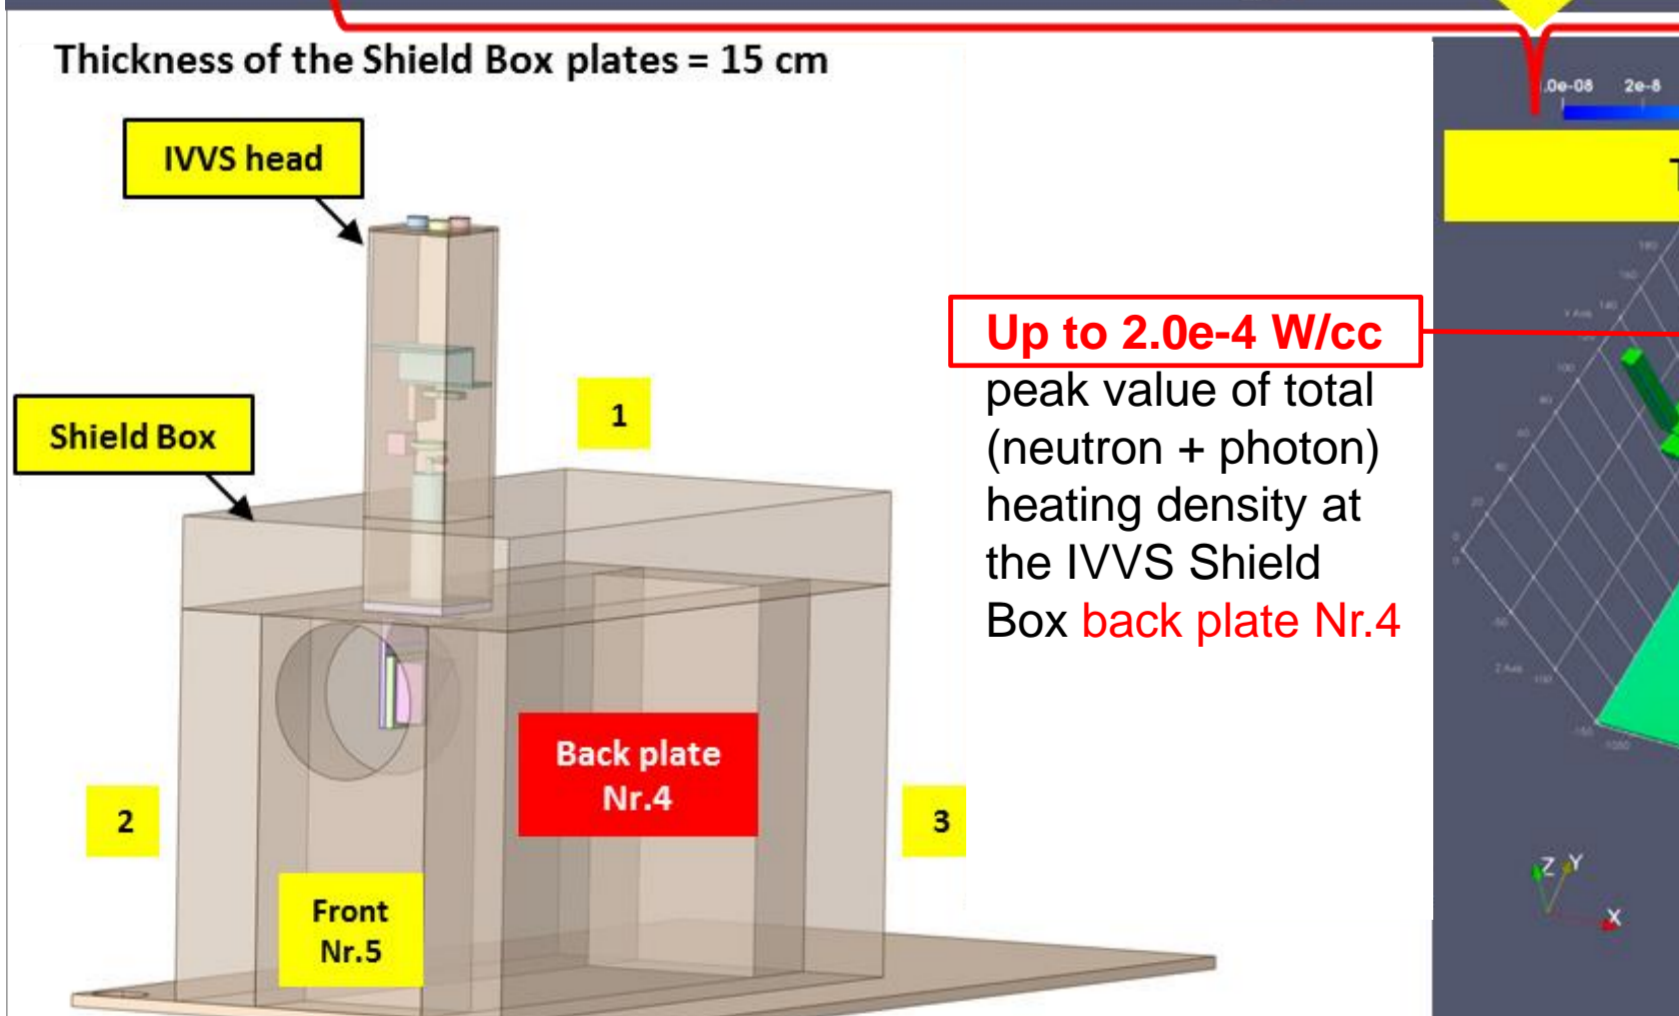 Thickness of the Shield Box plates = 15 cm
IVVS head
Shield Box
1
2
3
Back plate
Nr.4
Front
Nr.5
Up to 2.0e-4 W/cc
peak value of total
(neutron + photon)
heating density at
the IVVS Shield
Box back plate Nr.4
.0e-08 2e-8
T
Z Y
X